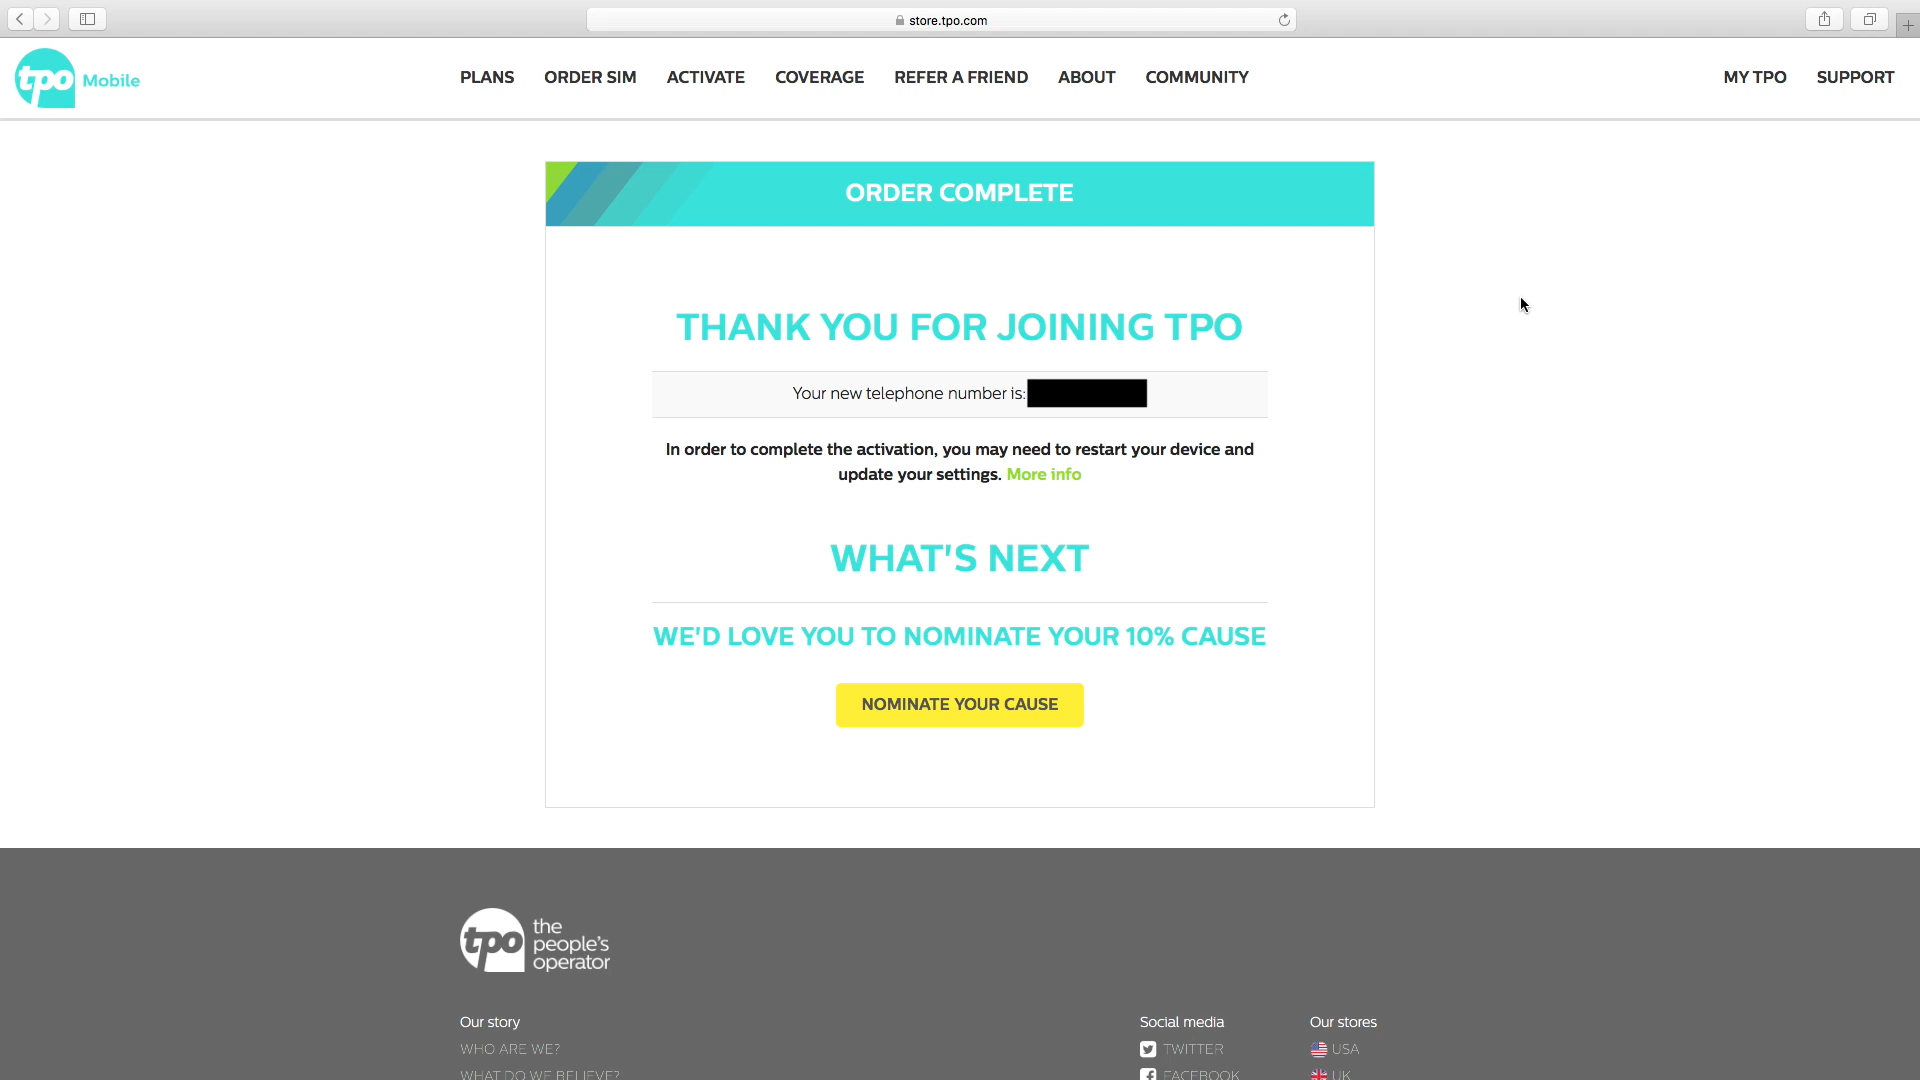 store.tpo.com
tpo Mobile
PLANS ORDER SIM ACTIVATE COVERAGE REFER A FRIEND ABOUT COMMUNITY MY TPO SUPPORT
ORDER COMPLETE
THANK YOU FOR JOINING TPO
Your new telephone number is:
In order to complete the activation, you may need to restart your device and
update your settings. More info
WHAT'S NEXT
WE'D LOVE YOU TO NOMINATE YOUR 10% CAUSE
NOMINATE YOUR CAUSE
tpo the
people's
operator
Our story
WHO ARE WE?
WHAT DO WE BELIEVE?
Social media
TWITTER
FACEBOOK
Our stores
USA
UK